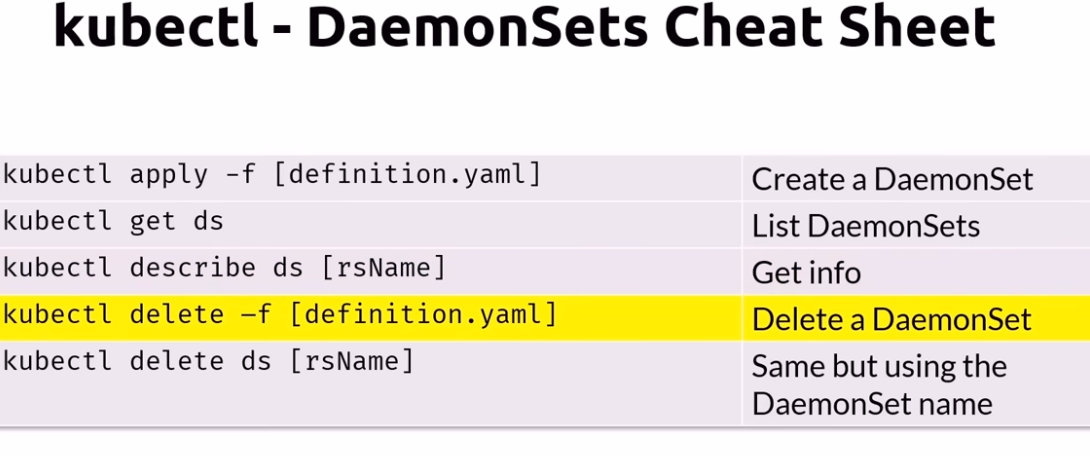 kubectl - DaemonSets Cheat Sheet
kubectl apply -f [definition.yaml] Create a DaemonSet
kubectl get ds List DaemonSets
kubectl describe ds [rsName] Get info
kubectl delete –f [definition.yaml] Delete a DaemonSet
kubectl delete ds [rsName] Same but using the
DaemonSet name